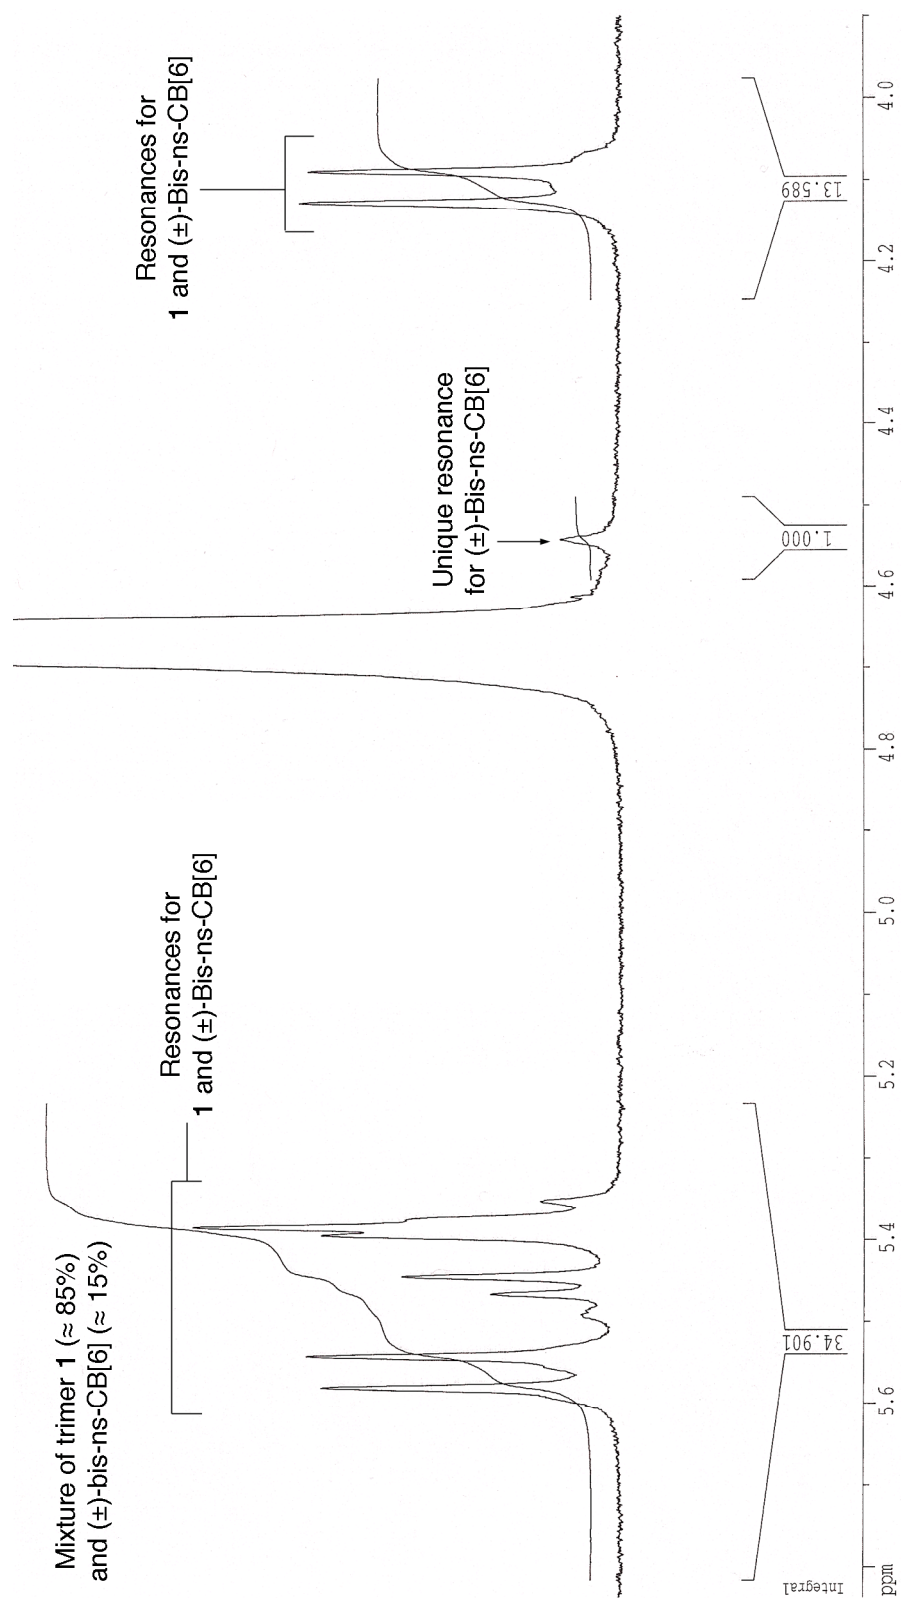 Mixture of trimer 1 (≈ 85%)
and (±)-bis-ns-CB[6] (≈ 15%)
Resonances for
1 and (±)-Bis-ns-CB[6]
Unique resonance
for (±)-Bis-ns-CB[6]
Resonances for
1 and (±)-Bis-ns-CB[6]
Integral
34.901
1.000
13.589
ppm
5.6
5.4
5.2
5.0
4.8
4.6
4.4
4.2
4.0